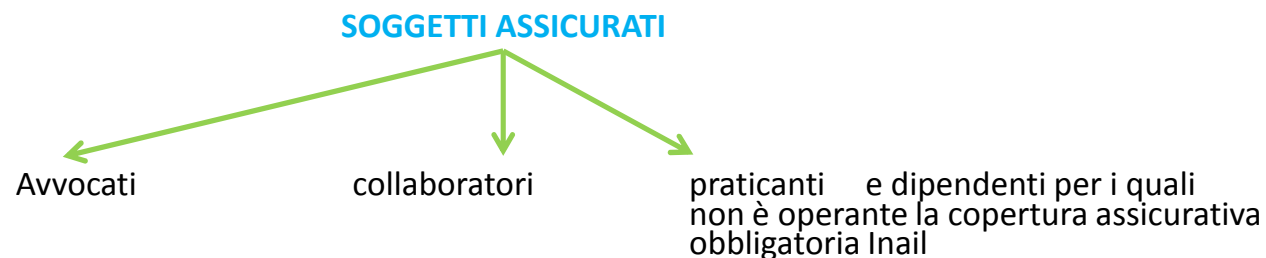 SOGGETTI ASSICURATI
Avvocati
collaboratori
praticanti e dipendenti per i quali
non è operante la copertura assicurativa
obbligatoria Inail